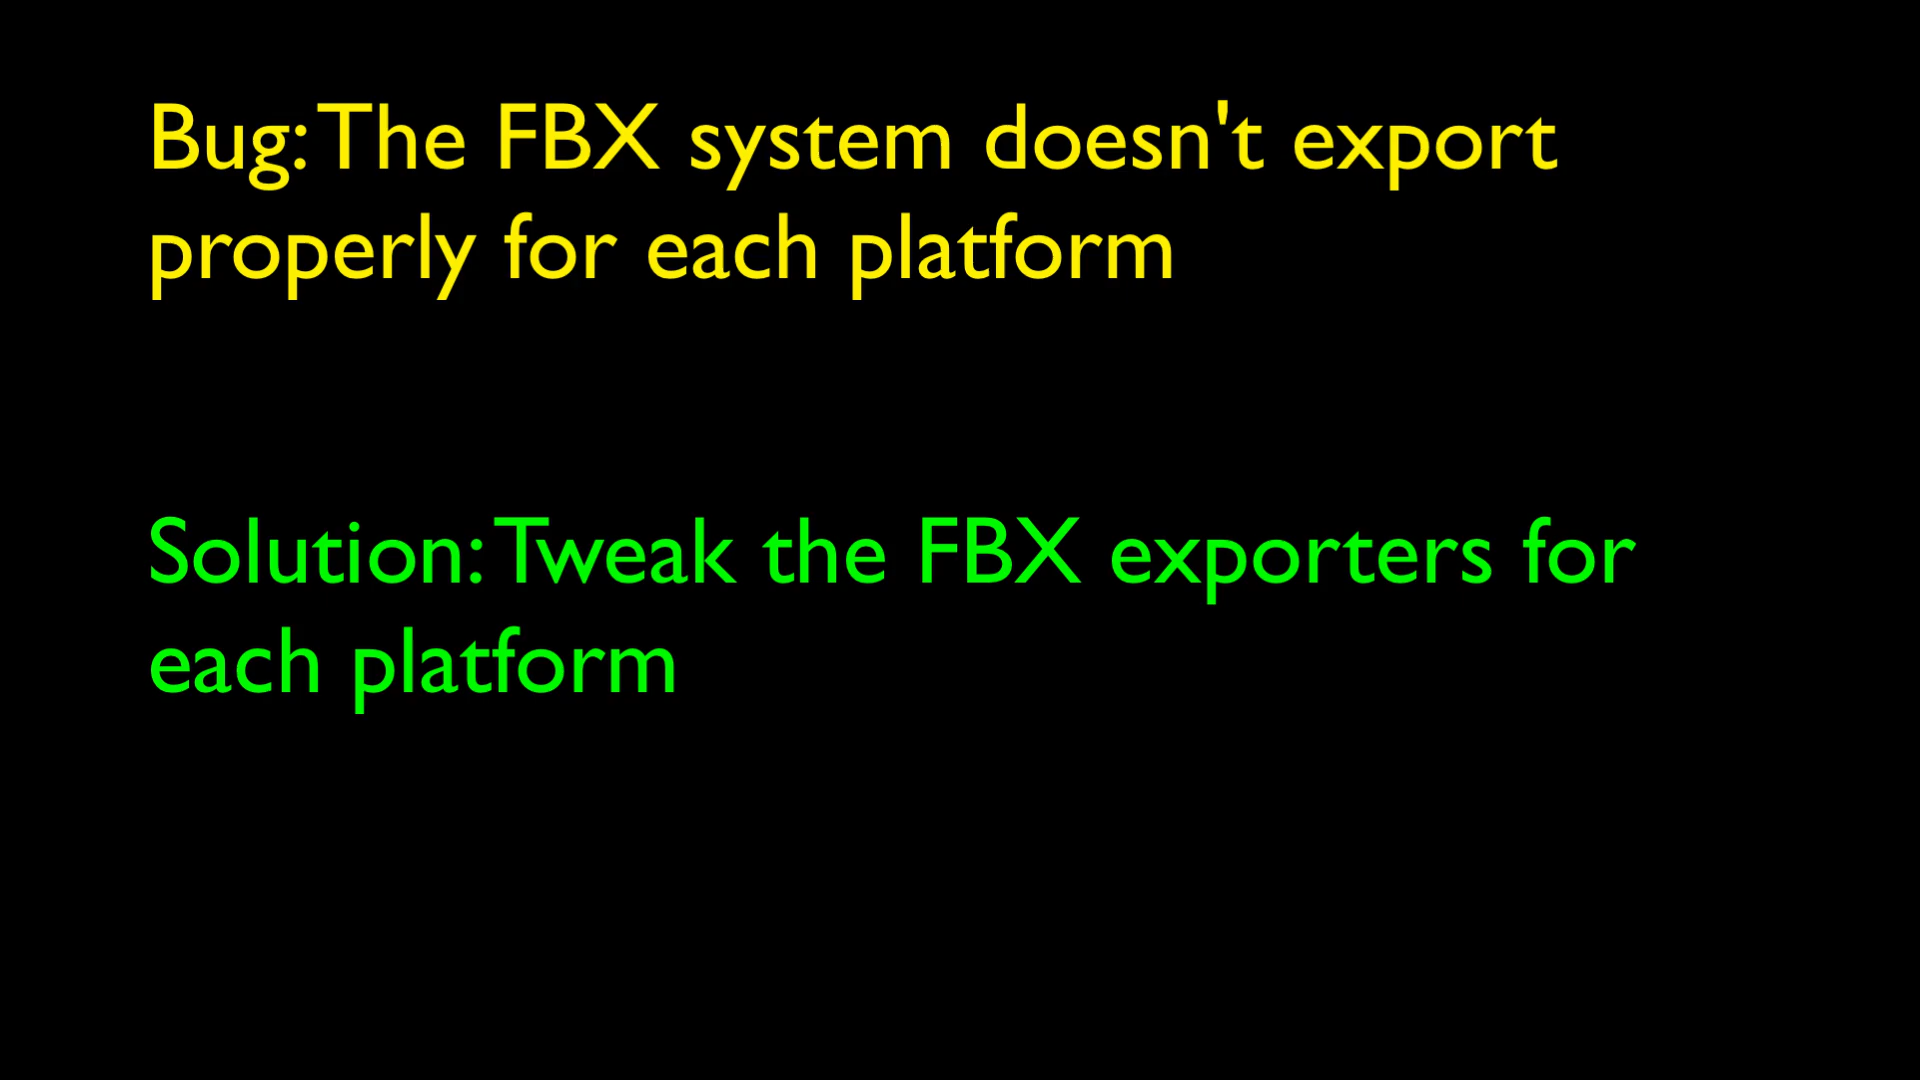 Bug: The FBX system doesn't export
properly for each platform
Solution: Tweak the FBX exporters for
each platform